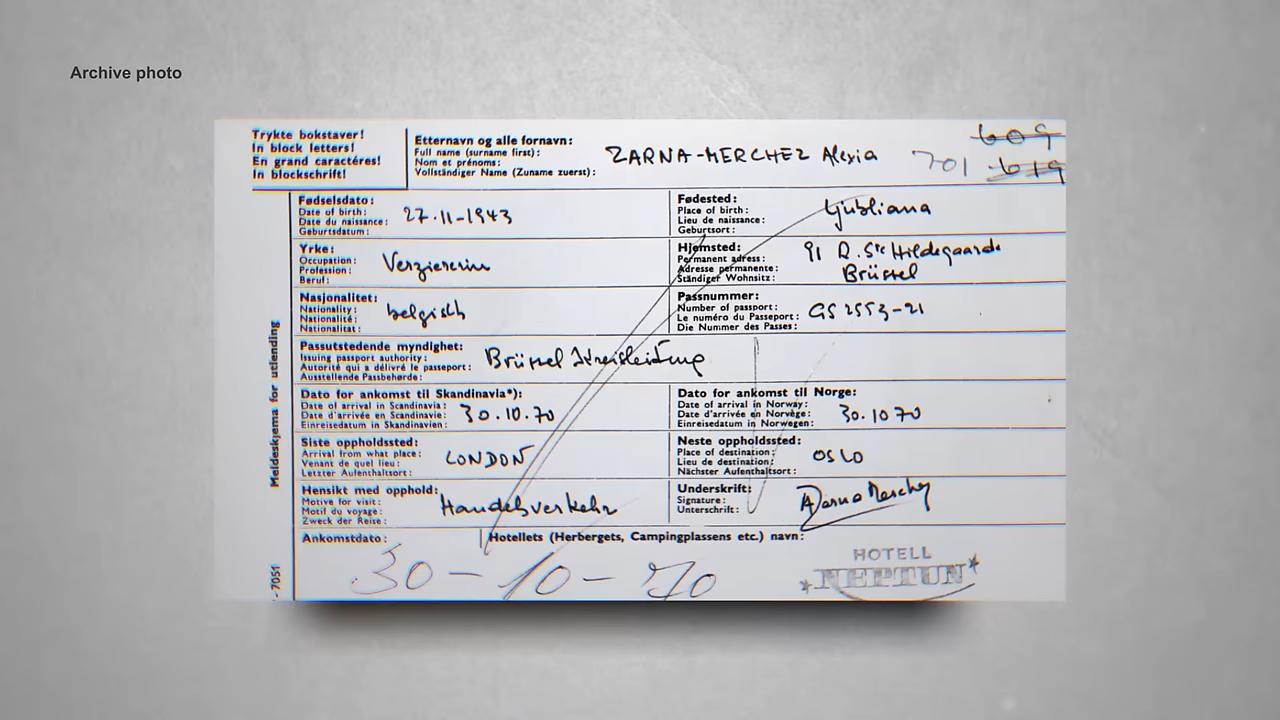 Archive photo
Trykte bokstaver!
In block letters!
En grand caractéres!
In blockschrift!
Etternavn og alle fornavn:
Full name (surname first):
Nom et prénoms:
Vollständiger Name (Zuname zuerst):
ZARNA-MERCHEZ Alexia
701
609
619
Fødselsdato:
Date of birth:
Date du naissance:
Geburtsdatum:
27.11-1943
Fødested:
Place of birth:
Lieu de naissance:
Geburtsort:
Ljubliana
Yrke:
Occupation:
Profession:
Beruf:
Verziererin
Hjemsted:
Permanent adress:
Adresse permanente:
Ständiger Wohnsitz:
91 R. Ste Hildegaarde
Brüssel
Nasjonalitet:
Nationality:
Nationalité:
Nationalitat:
belgisch
Passnummer:
Number of passport:
Le numéro du Passeport:
Die Nummer des Passes:
GS 2553-21
Passutstedende myndighet:
Issuing passport authority:
Autorité qui a délivré le passeport:
Ausstellende Passbehørde:
Brüssel Kreisleitung
Dato for ankomst til Skandinavia*):
Date of arrival in Scandinavia:
Date d'arrivée en Scandinavie:
Einreisedatum in Skandinavien:
30.10.70
Dato for ankomst til Norge:
Date of arrival in Norway:
Date d'arrivée en Norvège:
Einreisedatum in Norwegen:
30.10 70
Siste oppholdssted:
Arrival from what place:
Venant de quel lieu:
Letzter Aufenthaltsort:
LONDON
Neste oppholdssted:
Place of destination:
Lieu de destination:
Nächster Aufenthaltsort:
OSLO
Hensikt med opphold:
Motive for visit:
Motif du voyage:
Zweck der Reise:
Handelsverkehr
Underskrift:
Signature:
Unterschrift:
AZarna Merchez
Ankomstdato:
30-10-70
Hotellets (Herbergets, Campingplassens etc.) navn:
HOTELL
*NEPTUN*
Meldeskjema for utlending
- 7051